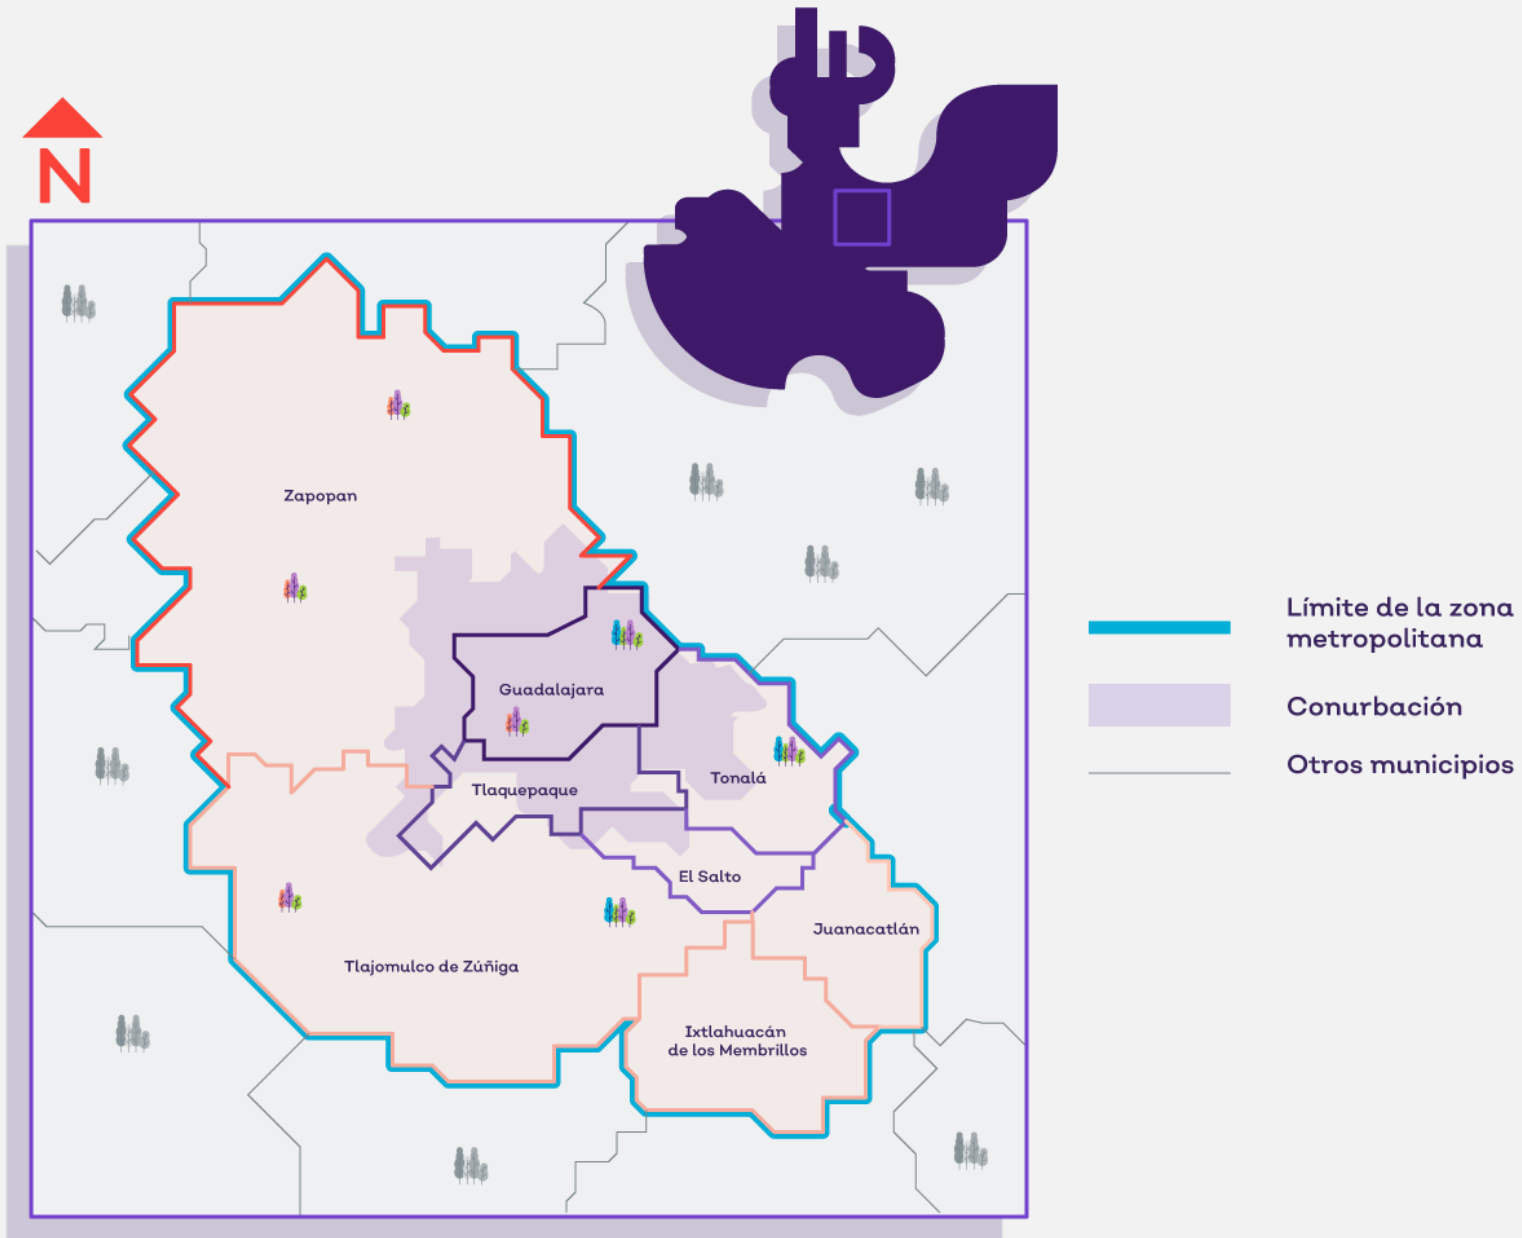 N
Zapopan
Guadalajara
Tonalá
Tlaquepaque
El Salto
Juanacatlán
Tlajomulco de Zúñiga
Ixtlahuacán
de los Membrillos
Límite de la zona
metropolitana
Conurbación
Otros municipios